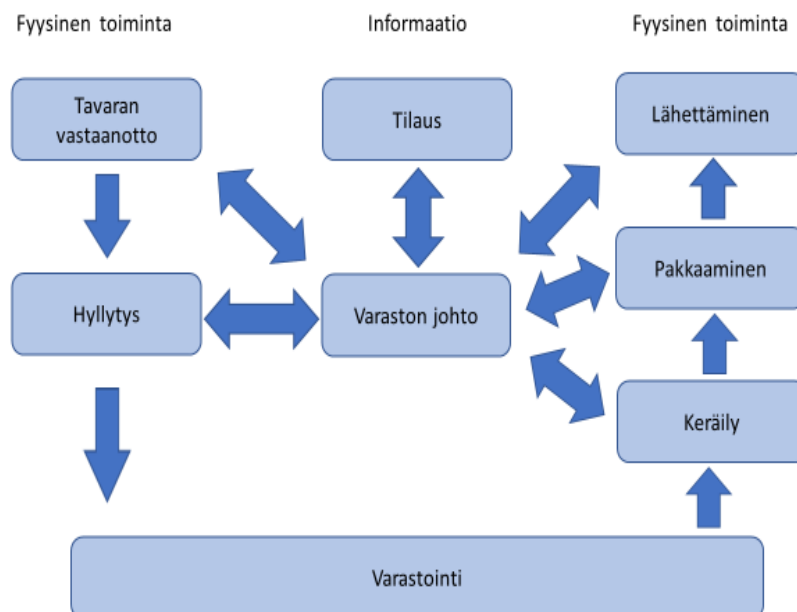 Fyysinen toiminta
Informaatio
Fyysinen toiminta
Tavaran
vastaanotto
Tilaus
Lähettäminen
Hyllytys
Varaston johto
Pakkaaminen
Keräily
Varastointi